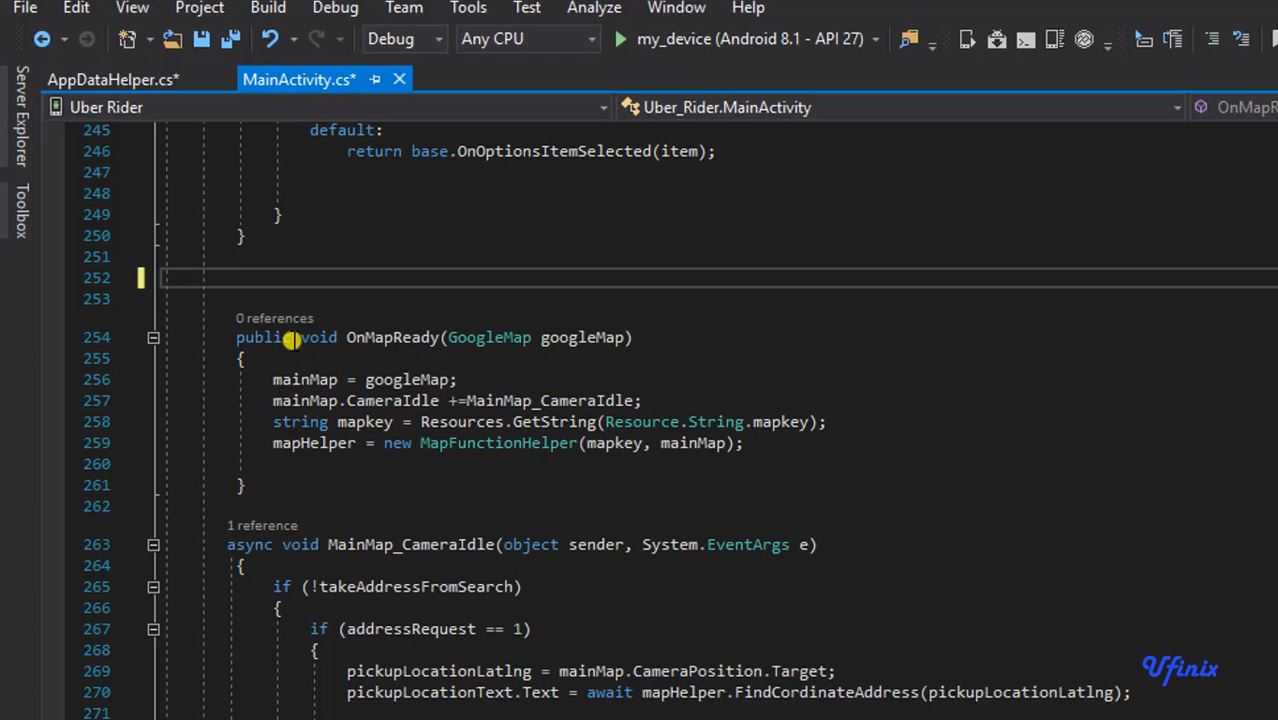 File Edit View Project Build Debug Team Tools Test Analyze Window Help
Debug Any CPU my_device (Android 8.1 - API 27)
AppDataHelper.cs* MainActivity.cs*
Uber Rider Uber_Rider.MainActivity OnMapR
Server Explorer
Toolbox
245 default:
246 return base.OnOptionsItemSelected(item);
247
248
249 }
250 }
251
252
253
0 references
254 public void OnMapReady(GoogleMap googleMap)
255 {
256 mainMap = googleMap;
257 mainMap.CameraIdle +=MainMap_CameraIdle;
258 string mapkey = Resources.GetString(Resource.String.mapkey);
259 mapHelper = new MapFunctionHelper(mapkey, mainMap);
260
261 }
262
1 reference
263 async void MainMap_CameraIdle(object sender, System.EventArgs e)
264 {
265 if (!takeAddressFromSearch)
266 {
267 if (addressRequest == 1)
268 {
269 pickupLocationLatlng = mainMap.CameraPosition.Target;
270 pickupLocationText.Text = await mapHelper.FindCordinateAddress(pickupLocationLatlng);
271
Ufinix